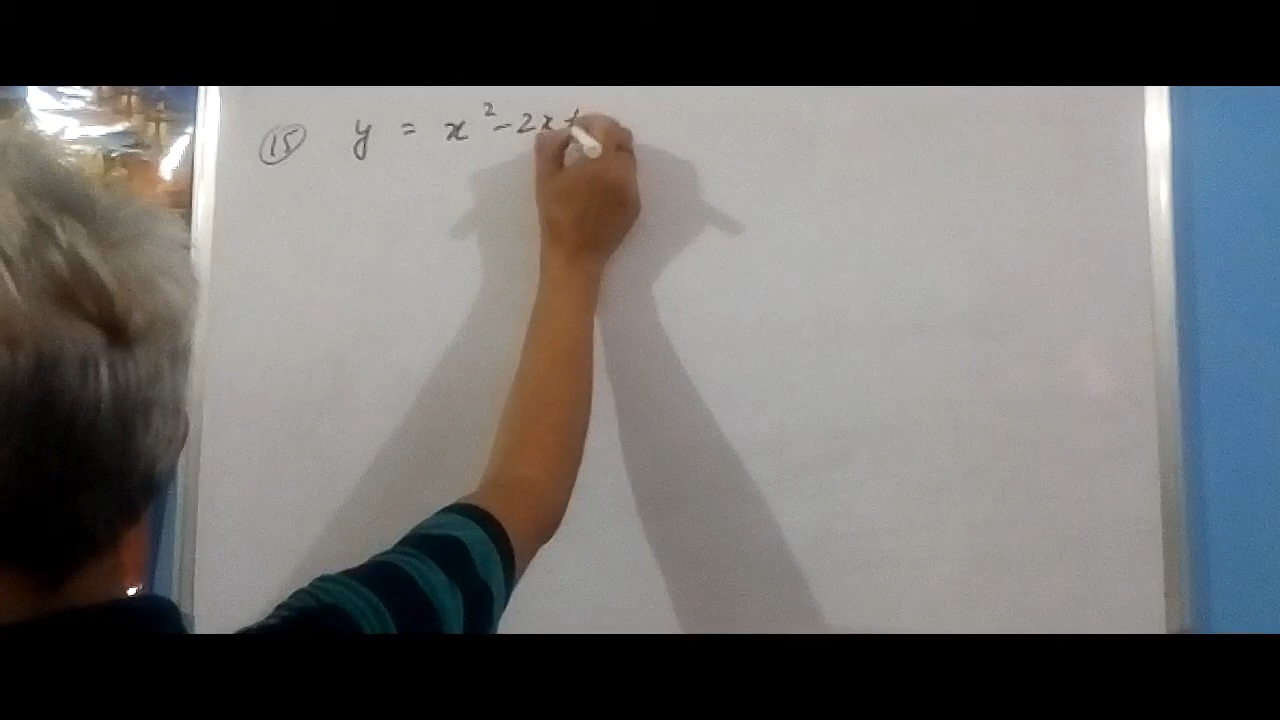 (15) y = x² - 2x +